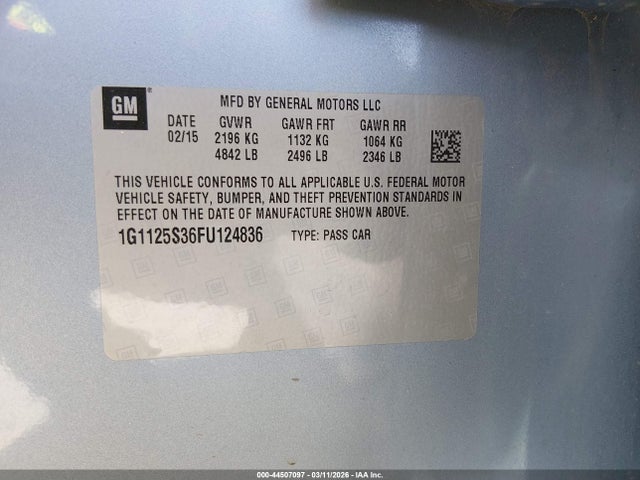 GM
MFD BY GENERAL MOTORS LLC
DATE GVWR GAWR FRT GAWR RR
02/15 2196 KG 1132 KG 1064 KG
4842 LB 2496 LB 2346 LB
THIS VEHICLE CONFORMS TO ALL APPLICABLE U.S. FEDERAL MOTOR
VEHICLE SAFETY, BUMPER, AND THEFT PREVENTION STANDARDS IN
EFFECT ON THE DATE OF MANUFACTURE SHOWN ABOVE.
1G1125S36FU124836 TYPE: PASS CAR
000-44507097 - 03/11/2026 - IAA Inc.